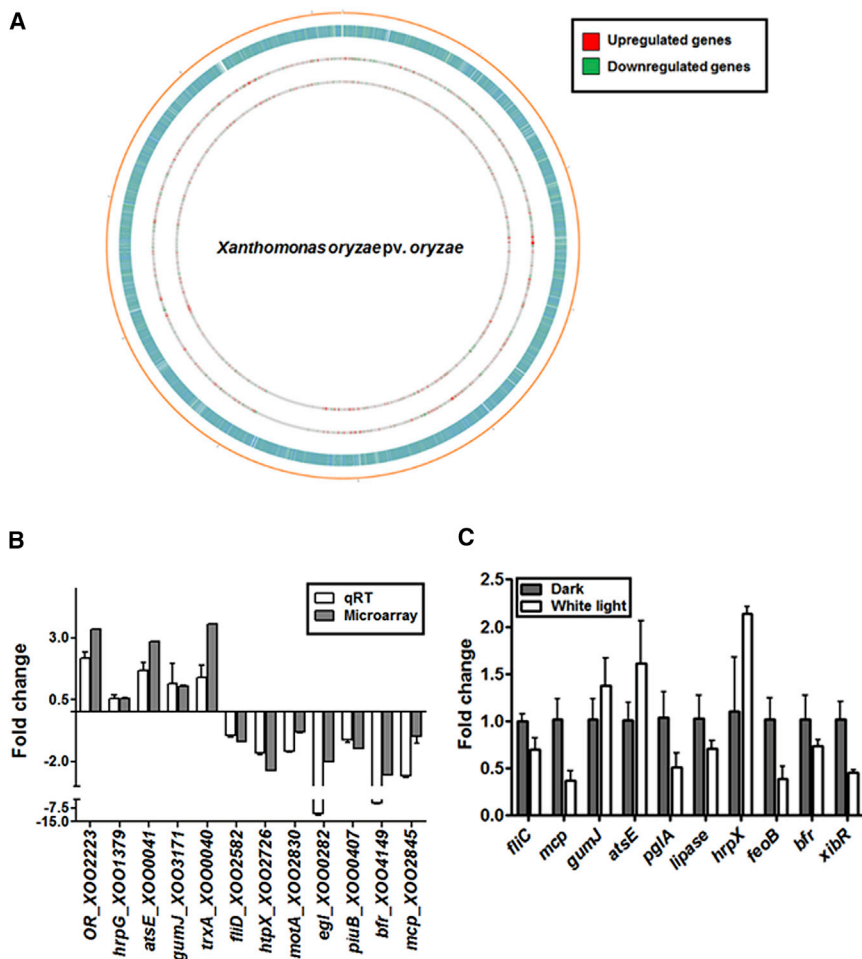 A
Upregulated genes
Downregulated genes
Xanthomonas oryzae pv. oryzae
B
qRT
Microarray
Fold change
3.0
0.5
-2.0
-7.5
-15.0
OR_XOO2223
hrpG_XOO1379
atsE_XOO0041
gumJ_XOO3171
trxA_XOO0040
fliD_XOO2582
htpX_XOO2726
motA_XOO2830
egl_XOO0282
piuB_XOO0407
bfr_XOO4149
mcp_XOO2845
C
Dark
White light
Fold change
2.5
2.0
1.5
1.0
0.5
0.0
fliC
mcp
gumJ
atsE
pglA
lipase
hrpX
feoB
bfr
xibR